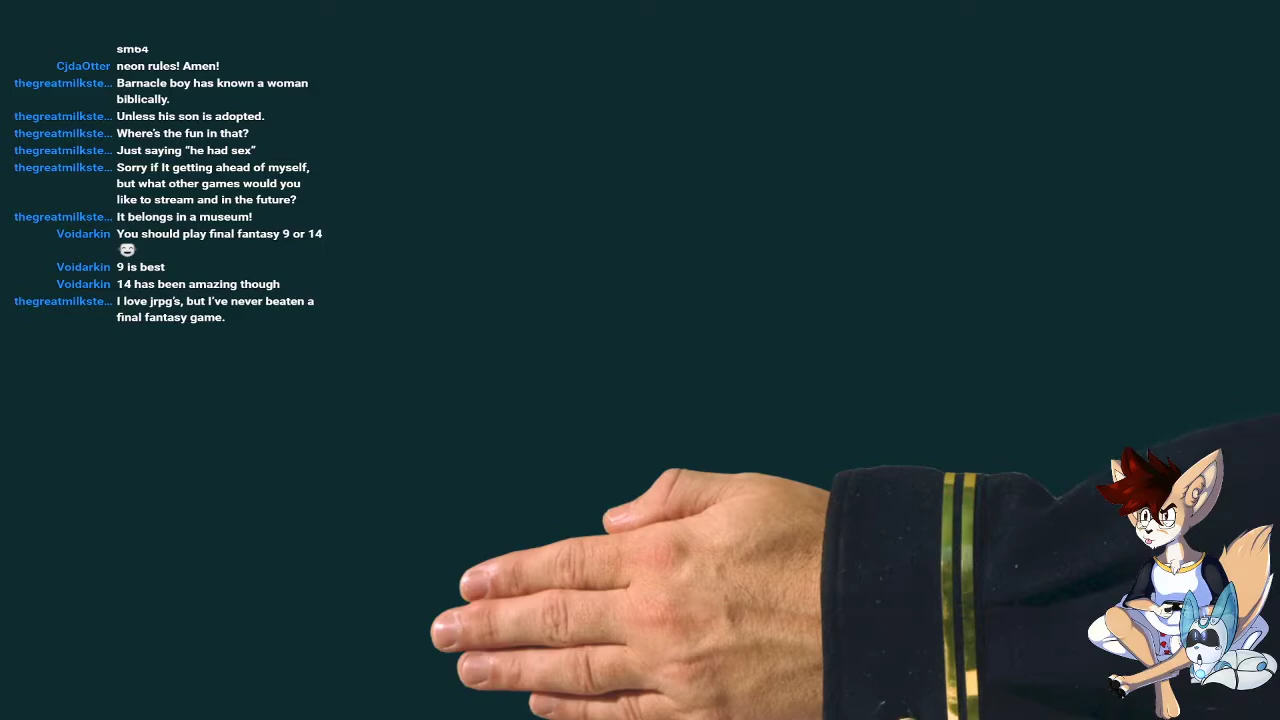 sm64
CjdaOtter neon rules! Amen!
thegreatmilkste... Barnacle boy has known a woman
biblically.
thegreatmilkste... Unless his son is adopted.
thegreatmilkste... Where's the fun in that?
thegreatmilkste... Just saying “he had sex”
thegreatmilkste... Sorry if It getting ahead of myself,
but what other games would you
like to stream and in the future?
thegreatmilkste... It belongs in a museum!
Voidarkin You should play final fantasy 9 or 14
Voidarkin 9 is best
Voidarkin 14 has been amazing though
thegreatmilkste... I love jrpg's, but I've never beaten a
final fantasy game.